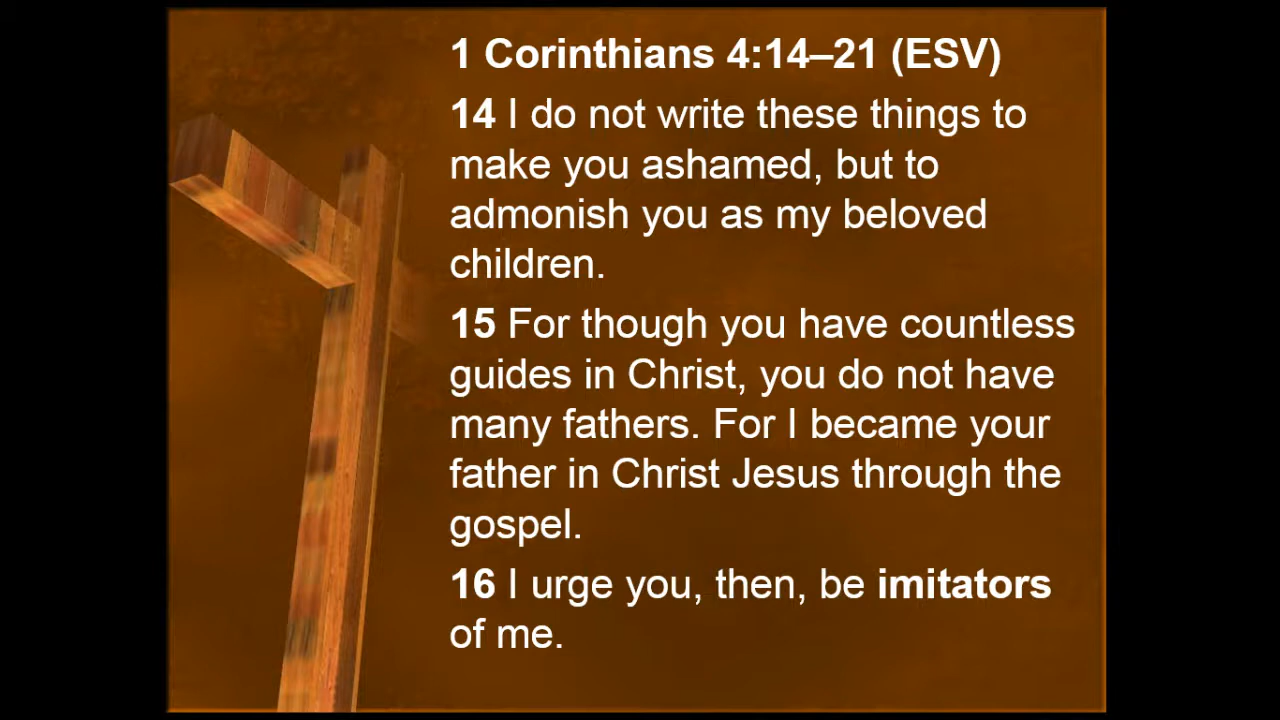 1 Corinthians 4:14–21 (ESV)
14 I do not write these things to
make you ashamed, but to
admonish you as my beloved
children.
15 For though you have countless
guides in Christ, you do not have
many fathers. For I became your
father in Christ Jesus through the
gospel.
16 I urge you, then, be imitators
of me.